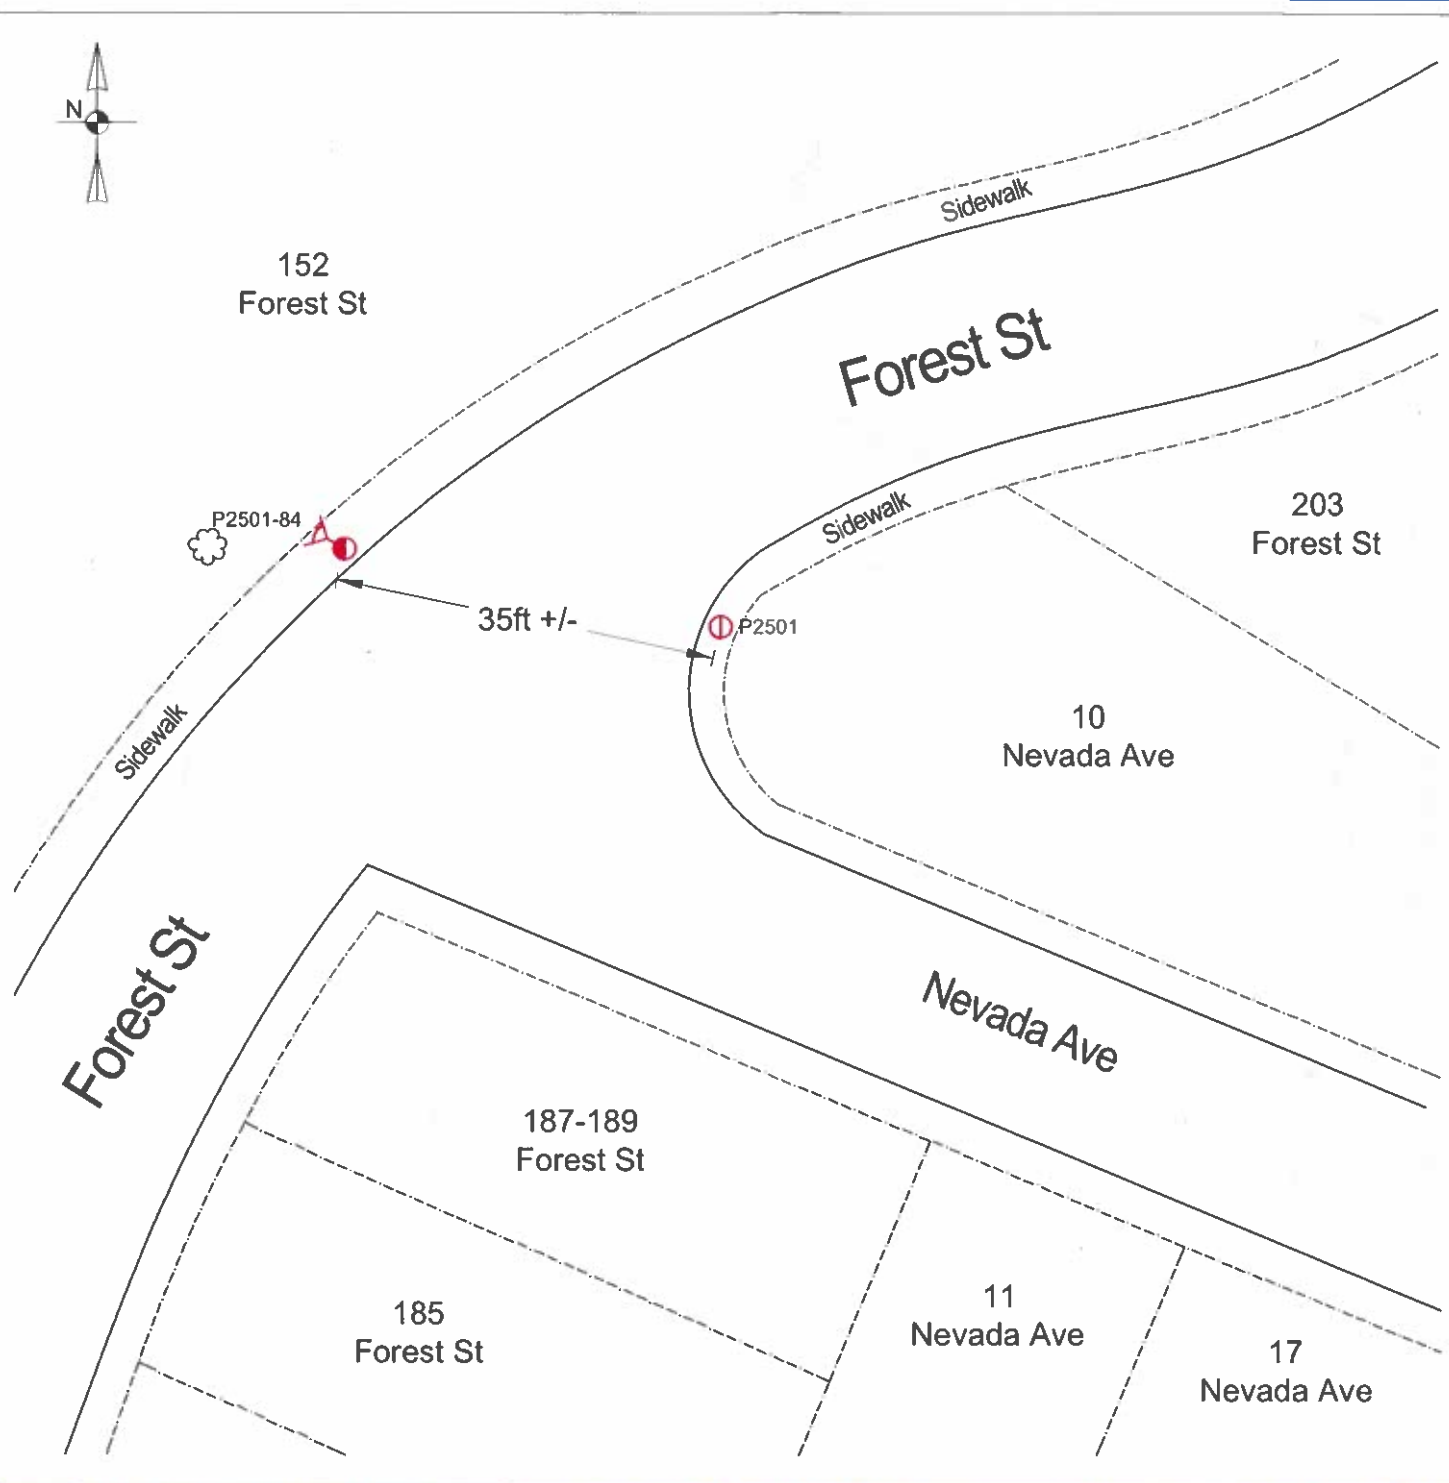 N
Sidewalk
152
Forest St
Forest St
203
Forest St
Sidewalk
P2501-84
35ft +/-
P2501
Sidewalk
10
Nevada Ave
Forest St
Nevada Ave
187-189
Forest St
11
Nevada Ave
185
Forest St
17
Nevada Ave